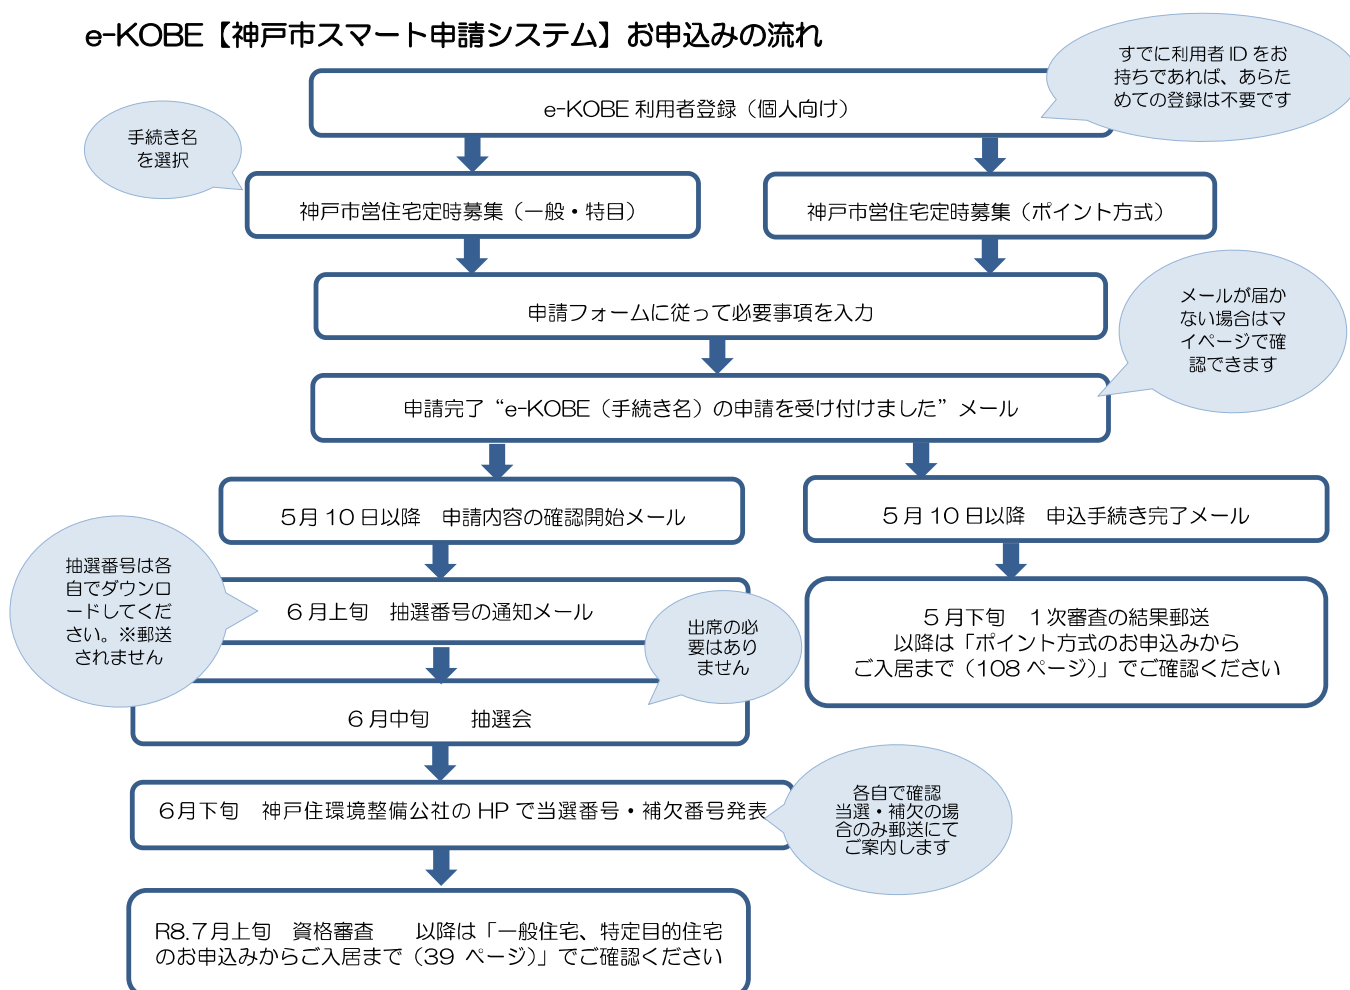 e-KOBE【神戸市スマート申請システム】お申込みの流れ
すでに利用者 ID をお
持ちであれば、あらた
めての登録は不要です
e-KOBE 利用者登録（個人向け）
手続き名
を選択
神戸市営住宅定時募集（一般・特目）
神戸市営住宅定時募集（ポイント方式）
申請フォームに従って必要事項を入力
メールが届か
ない場合はマ
イページで確
認できます
申請完了“e-KOBE（手続き名）の申請を受け付けました”メール
５月 10 日以降　申請内容の確認開始メール
５月 10 日以降　申込手続き完了メール
抽選番号は各
自でダウンロ
ードしてくだ
さい。※郵送
されません
６月上旬　抽選番号の通知メール
出席の必
要はあり
ません
５月下旬　１次審査の結果郵送
以降は「ポイント方式のお申込みから
ご入居まで（108 ページ）」でご確認ください
６月中旬　　抽選会
６月下旬　神戸住環境整備公社の HP で当選番号・補欠番号発表
各自で確認
当選・補欠の場
合のみ郵送にて
ご案内します
R8.７月上旬　資格審査　　以降は「一般住宅、特定目的住宅
のお申込みからご入居まで（39 ページ）」でご確認ください